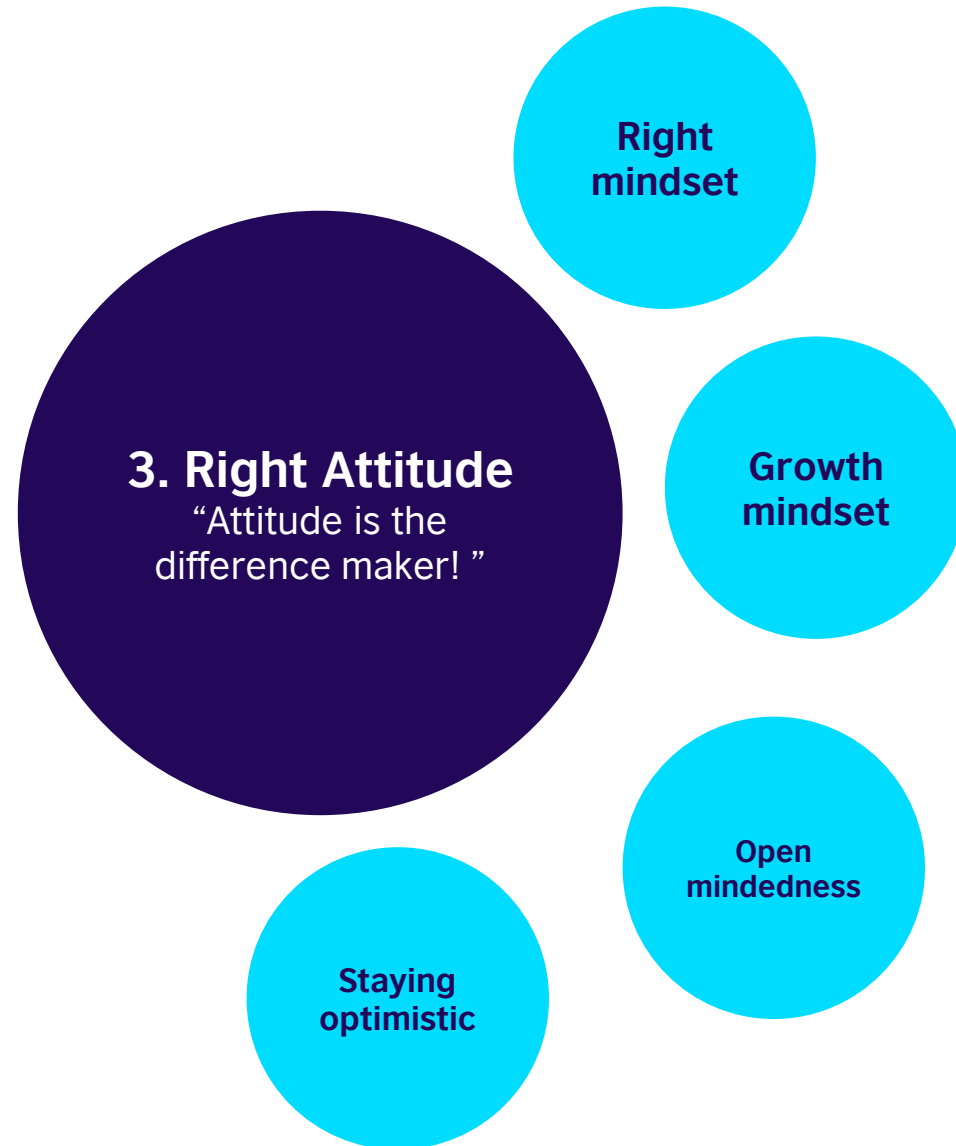 Right
mindset
3. Right Attitude
“Attitude is the
difference maker! ”
Growth
mindset
Open
mindedness
Staying
optimistic